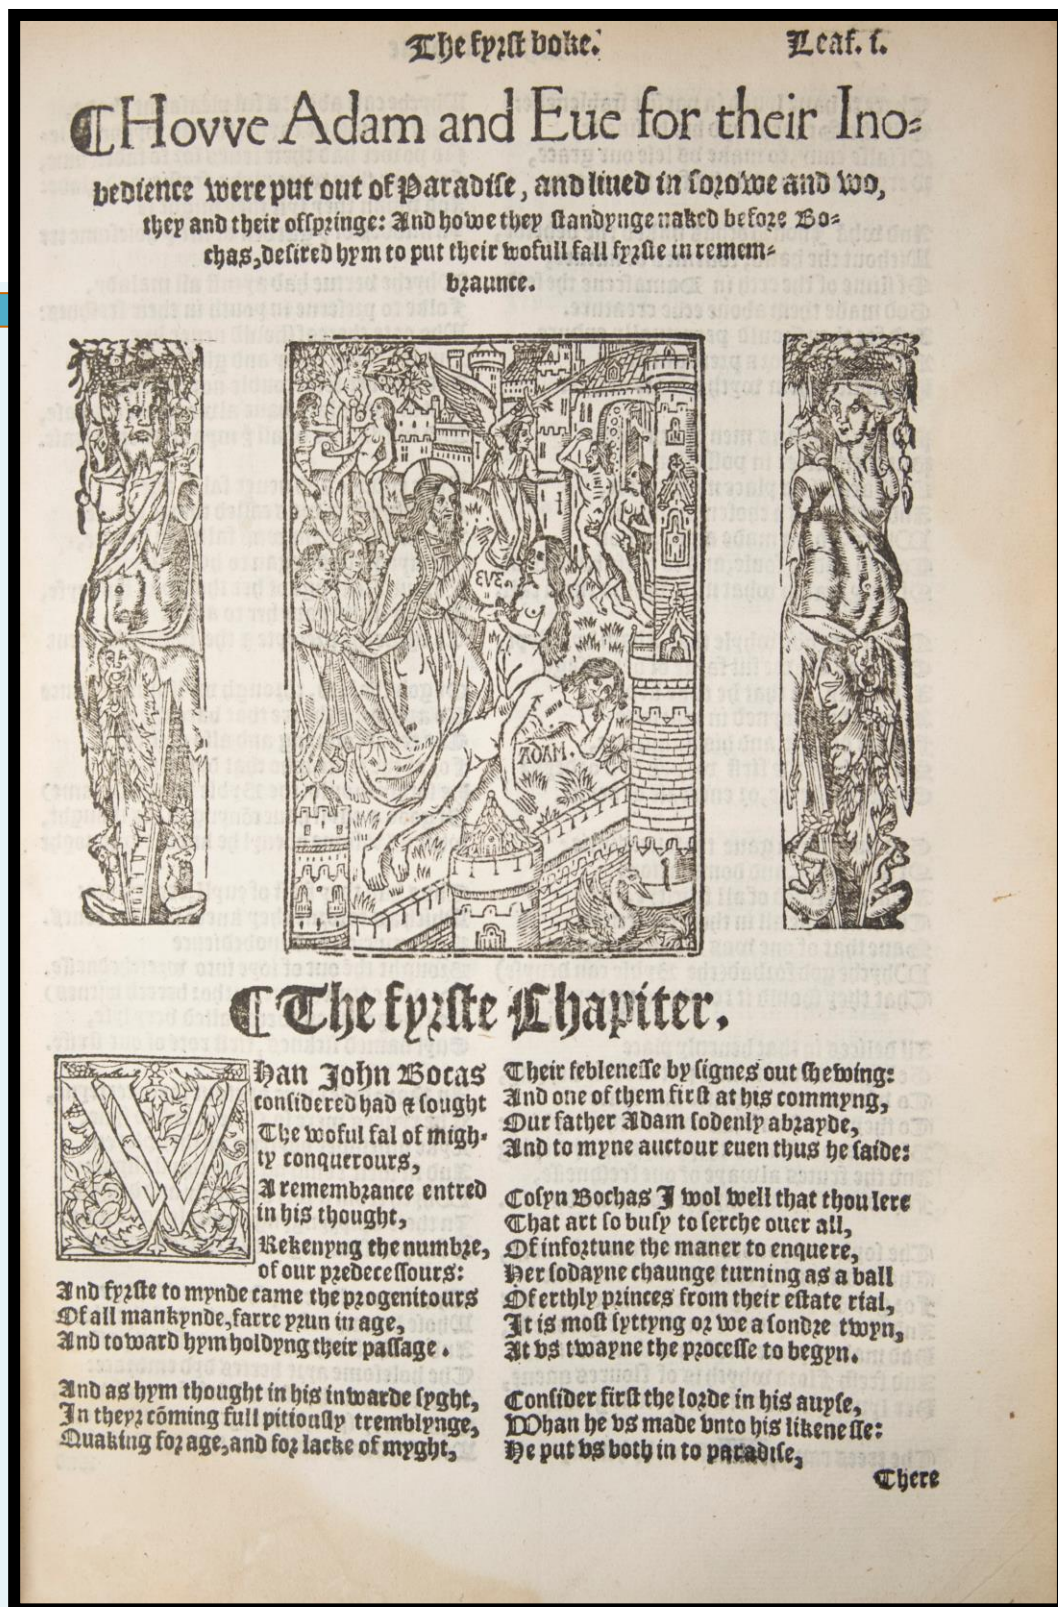 The fyrst boke.
Leaf. i.
¶Hovve Adam and Eue for their Ino⸗
bedience were put out of Paradise, and liued in sorowe and wo,
they and their offspringe: And howe they standynge naked before Bo⸗
chas, desired hym to put their wofull fall fyrste in remem⸗
braunce.
EVE.
ADAM.
¶The fyrste Chapiter.
WHan John Bocas
considered had & sought
The woful fal of migh⸗
ty conquerours,
A remembrance entred
in his thought,
Rekenyng the numbre,
of our predecessours:
And fyrste to mynde came the progenitours
Of all mankynde, farre yrun in age,
And toward hym holdyng their passage.
And as hym thought in his inwarde syght,
In theyr cōming full pitiously tremblynge,
Quaking for age, and for lacke of myght,
Their feblenesse by signes out shewing:
And one of them first at his commyng,
Our father Adam sodenly abrayde,
And to myne auctour euen thus he saide:
Cosyn Bochas I wol well that thou lere
That art so busy to serche ouer all,
Of infortune the maner to enquere,
Her sodayne chaunge turning as a ball
Of erthly princes from their estate rial,
It is most syttyng or we a sondre twyn,
At vs twayne the processe to begyn.
Consider first the lorde in his auyse,
Whan he vs made vnto his likenesse:
He put vs both in to paradise,
There